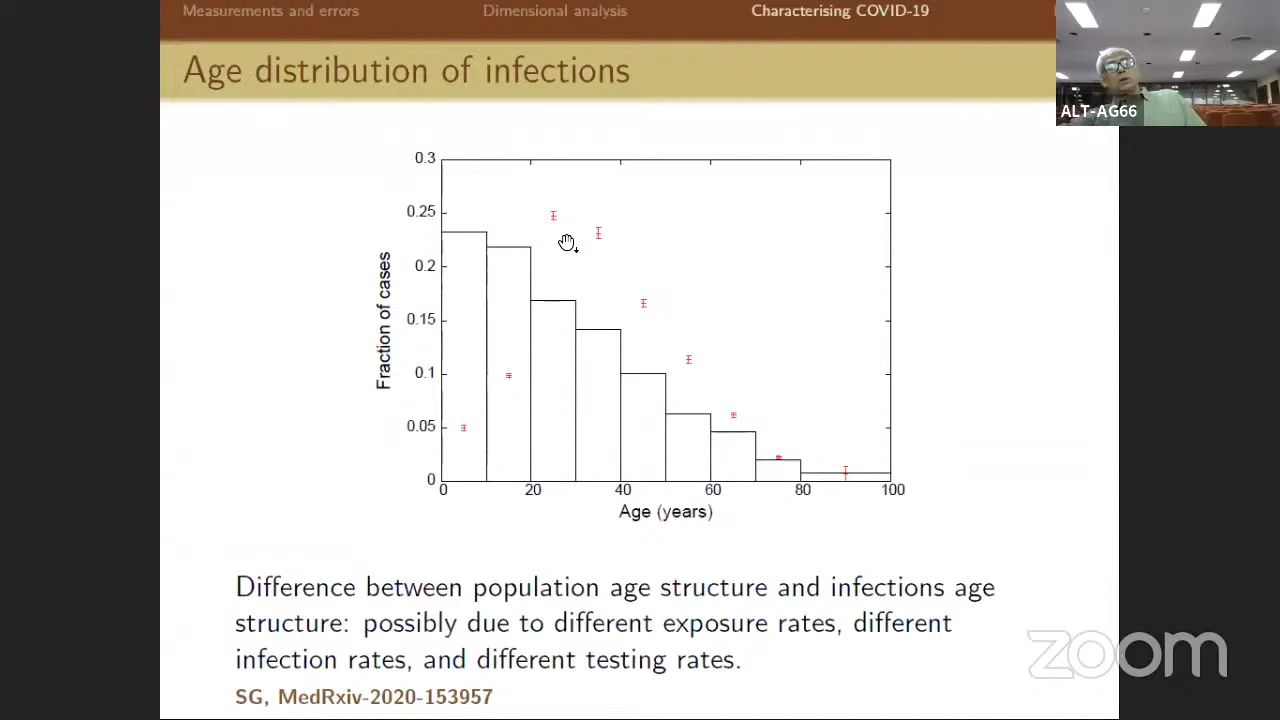 Measurements and errors
Dimensional analysis
Characterising COVID-19
ALT-AG66
Age distribution of infections
0.3
0.25
0.2
0.15
0.1
0.05
0
Fraction of cases
0 20 40 60 80 100
Age (years)
Difference between population age structure and infections age
structure: possibly due to different exposure rates, different
infection rates, and different testing rates.
SG, MedRxiv-2020-153957
zoom